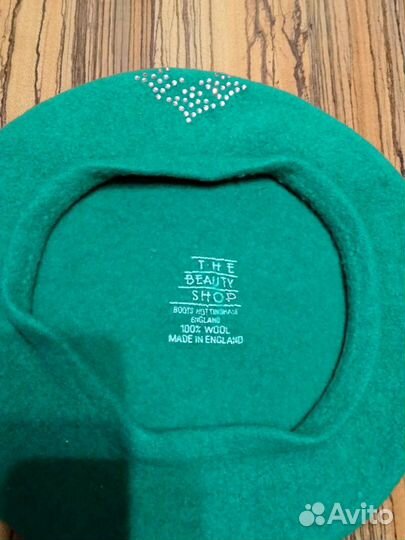 THE
BEAUTY
SHOP
BOOTS NOTTINGHAM
ENGLAND
100% WOOL
MADE IN ENGLAND
Avito